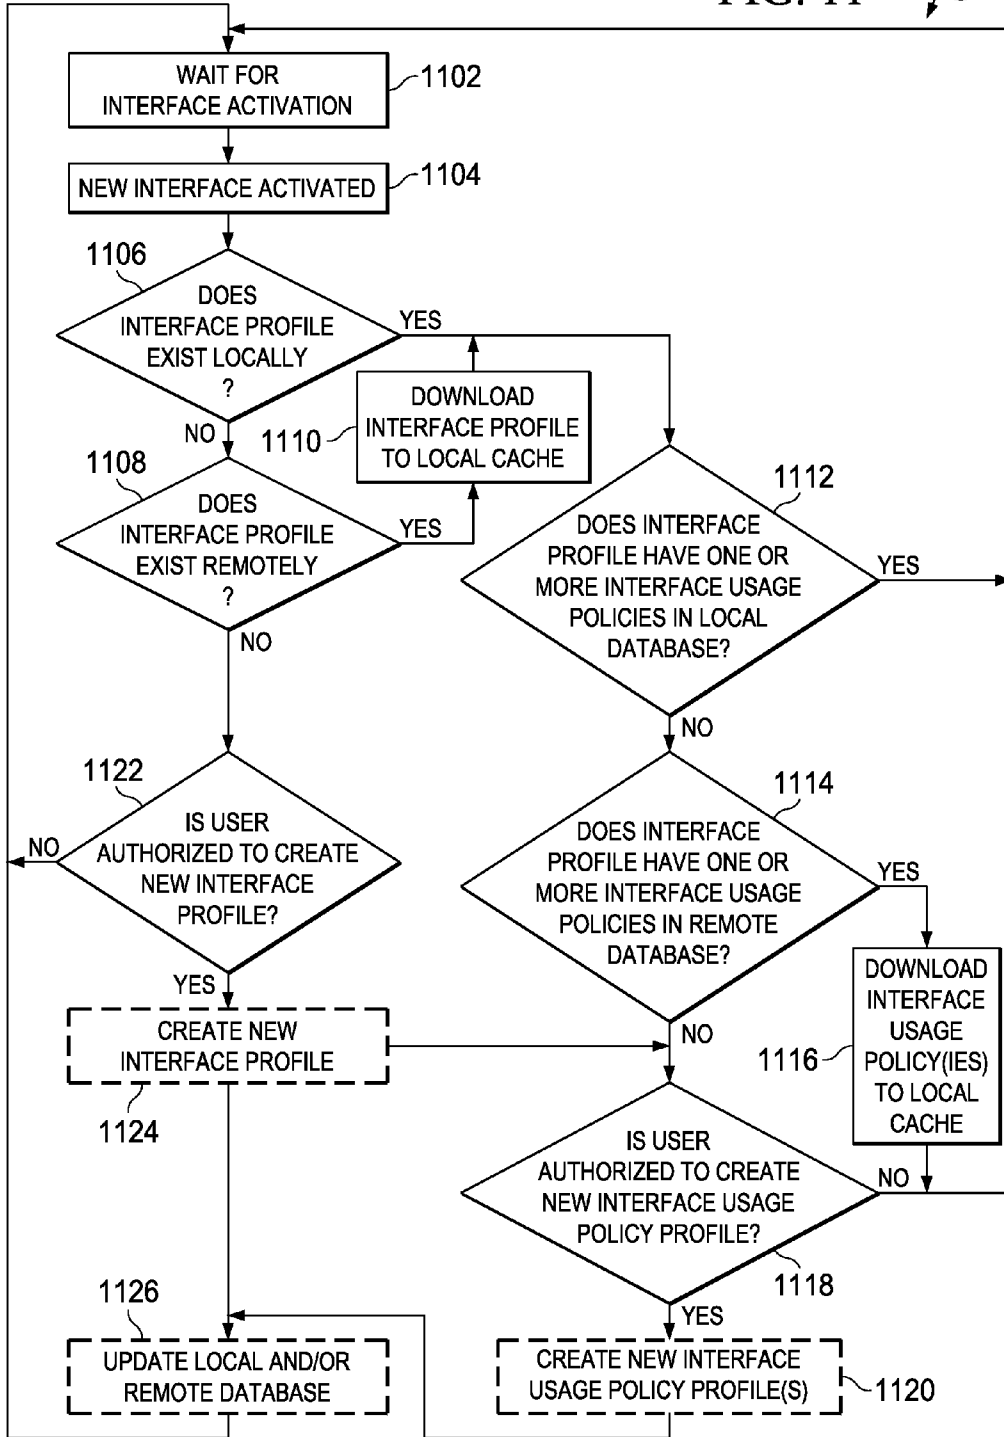 WAIT FOR
INTERFACE ACTIVATION
1102
NEW INTERFACE ACTIVATED
1104
1106
DOES
INTERFACE PROFILE
EXIST LOCALLY
?
YES
NO
1110
DOWNLOAD
INTERFACE PROFILE
TO LOCAL CACHE
1108
DOES
INTERFACE PROFILE
EXIST REMOTELY
?
YES
NO
1112
DOES INTERFACE
PROFILE HAVE ONE OR
MORE INTERFACE USAGE
POLICIES IN LOCAL
DATABASE?
YES
NO
1114
DOES INTERFACE
PROFILE HAVE ONE OR
MORE INTERFACE USAGE
POLICIES IN REMOTE
DATABASE?
YES
NO
1116
DOWNLOAD
INTERFACE
USAGE
POLICY(IES)
TO LOCAL
CACHE
1122
IS USER
AUTHORIZED TO CREATE
NEW INTERFACE
PROFILE?
NO
YES
CREATE NEW
INTERFACE PROFILE
1124
IS USER
AUTHORIZED TO CREATE
NEW INTERFACE USAGE
POLICY PROFILE?
NO
1118
YES
1126
UPDATE LOCAL AND/OR
REMOTE DATABASE
CREATE NEW INTERFACE
USAGE POLICY PROFILE(S)
1120